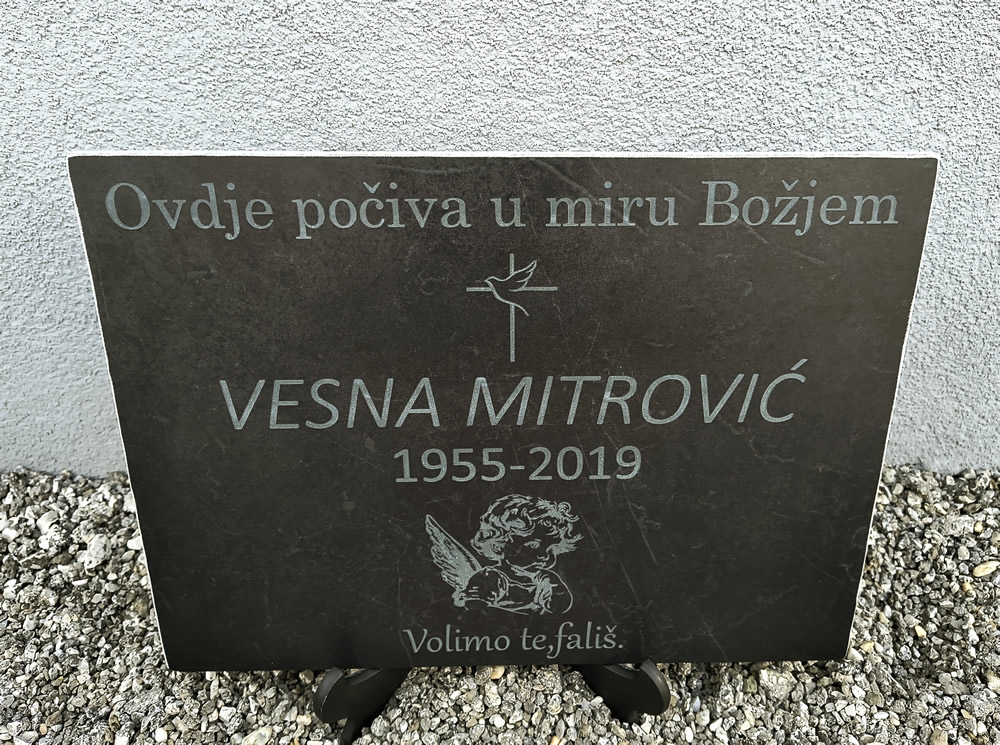 Ovdje počiva u miru Božjem
VESNA MITROVIĆ
1955-2019
Volimo te,fališ.